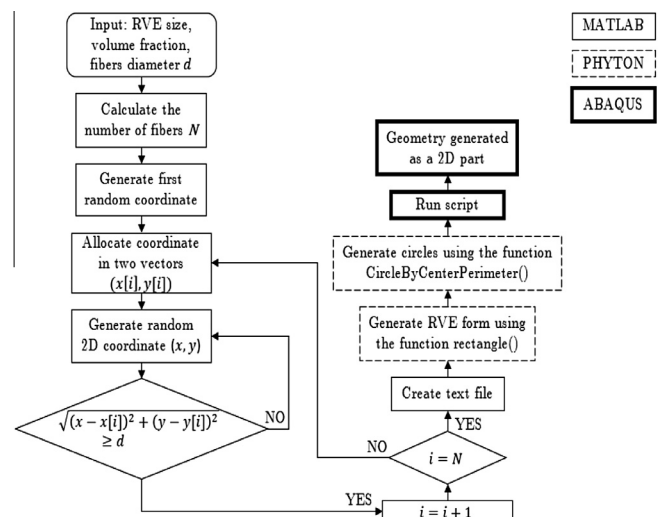 Input: RVE size,
volume fraction,
fibers diameter d
Calculate the
number of fibers N
Generate first
random coordinate
Allocate coordinate
in two vectors
(x[i], y[i])
Generate random
2D coordinate (x, y)
√(x − x[i])² + (y − y[i])²
≥ d
NO
YES
i = i + 1
i = N
NO
YES
Create text file
Generate RVE form using
the function rectangle()
Generate circles using the function
CircleByCenterPerimeter()
Run script
Geometry generated
as a 2D part
MATLAB
PHYTON
ABAQUS